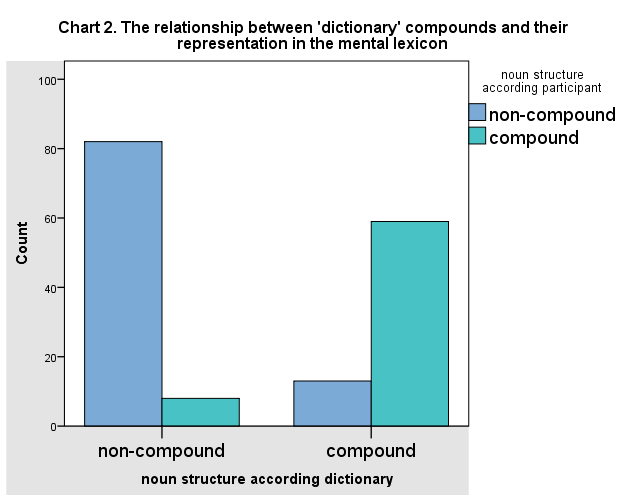 Chart 2. The relationship between 'dictionary' compounds and their
representation in the mental lexicon
noun structure
according participant
non-compound
compound
100
80
60
40
20
0
Count
non-compound
compound
noun structure according dictionary